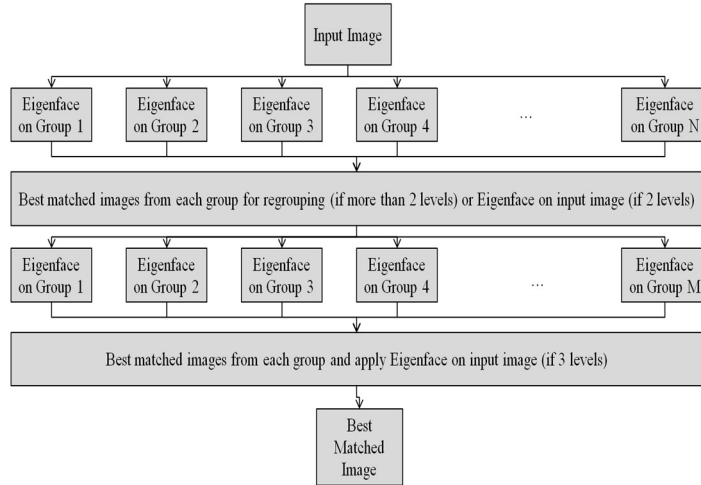 Input Image
Eigenface
on Group 1
Eigenface
on Group 2
Eigenface
on Group 3
Eigenface
on Group 4
...
Eigenface
on Group N
Best matched images from each group for regrouping (if more than 2 levels) or Eigenface on input image (if 2 levels)
Eigenface
on Group 1
Eigenface
on Group 2
Eigenface
on Group 3
Eigenface
on Group 4
...
Eigenface
on Group M
Best matched images from each group and apply Eigenface on input image (if 3 levels)
Best
Matched
Image